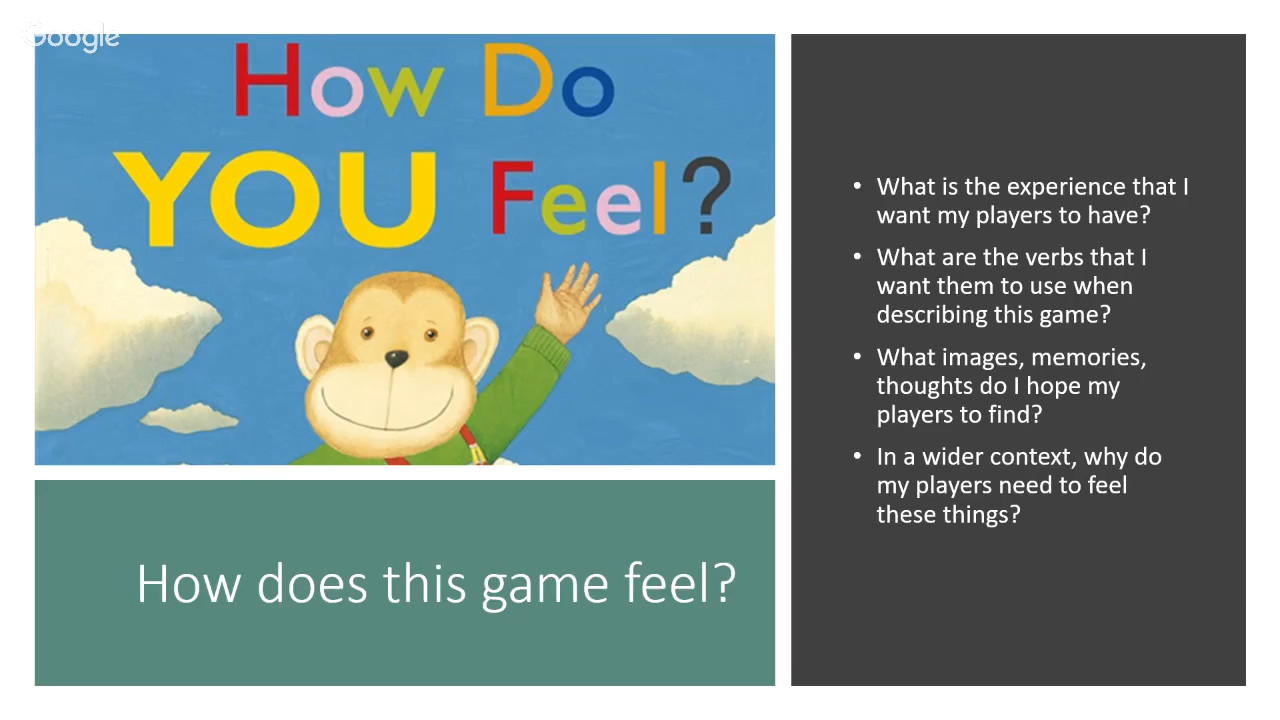 Google
How Do
YOU Feel?
How does this game feel?
• What is the experience that I
want my players to have?
• What are the verbs that I
want them to use when
describing this game?
• What images, memories,
thoughts do I hope my
players to find?
• In a wider context, why do
my players need to feel
these things?